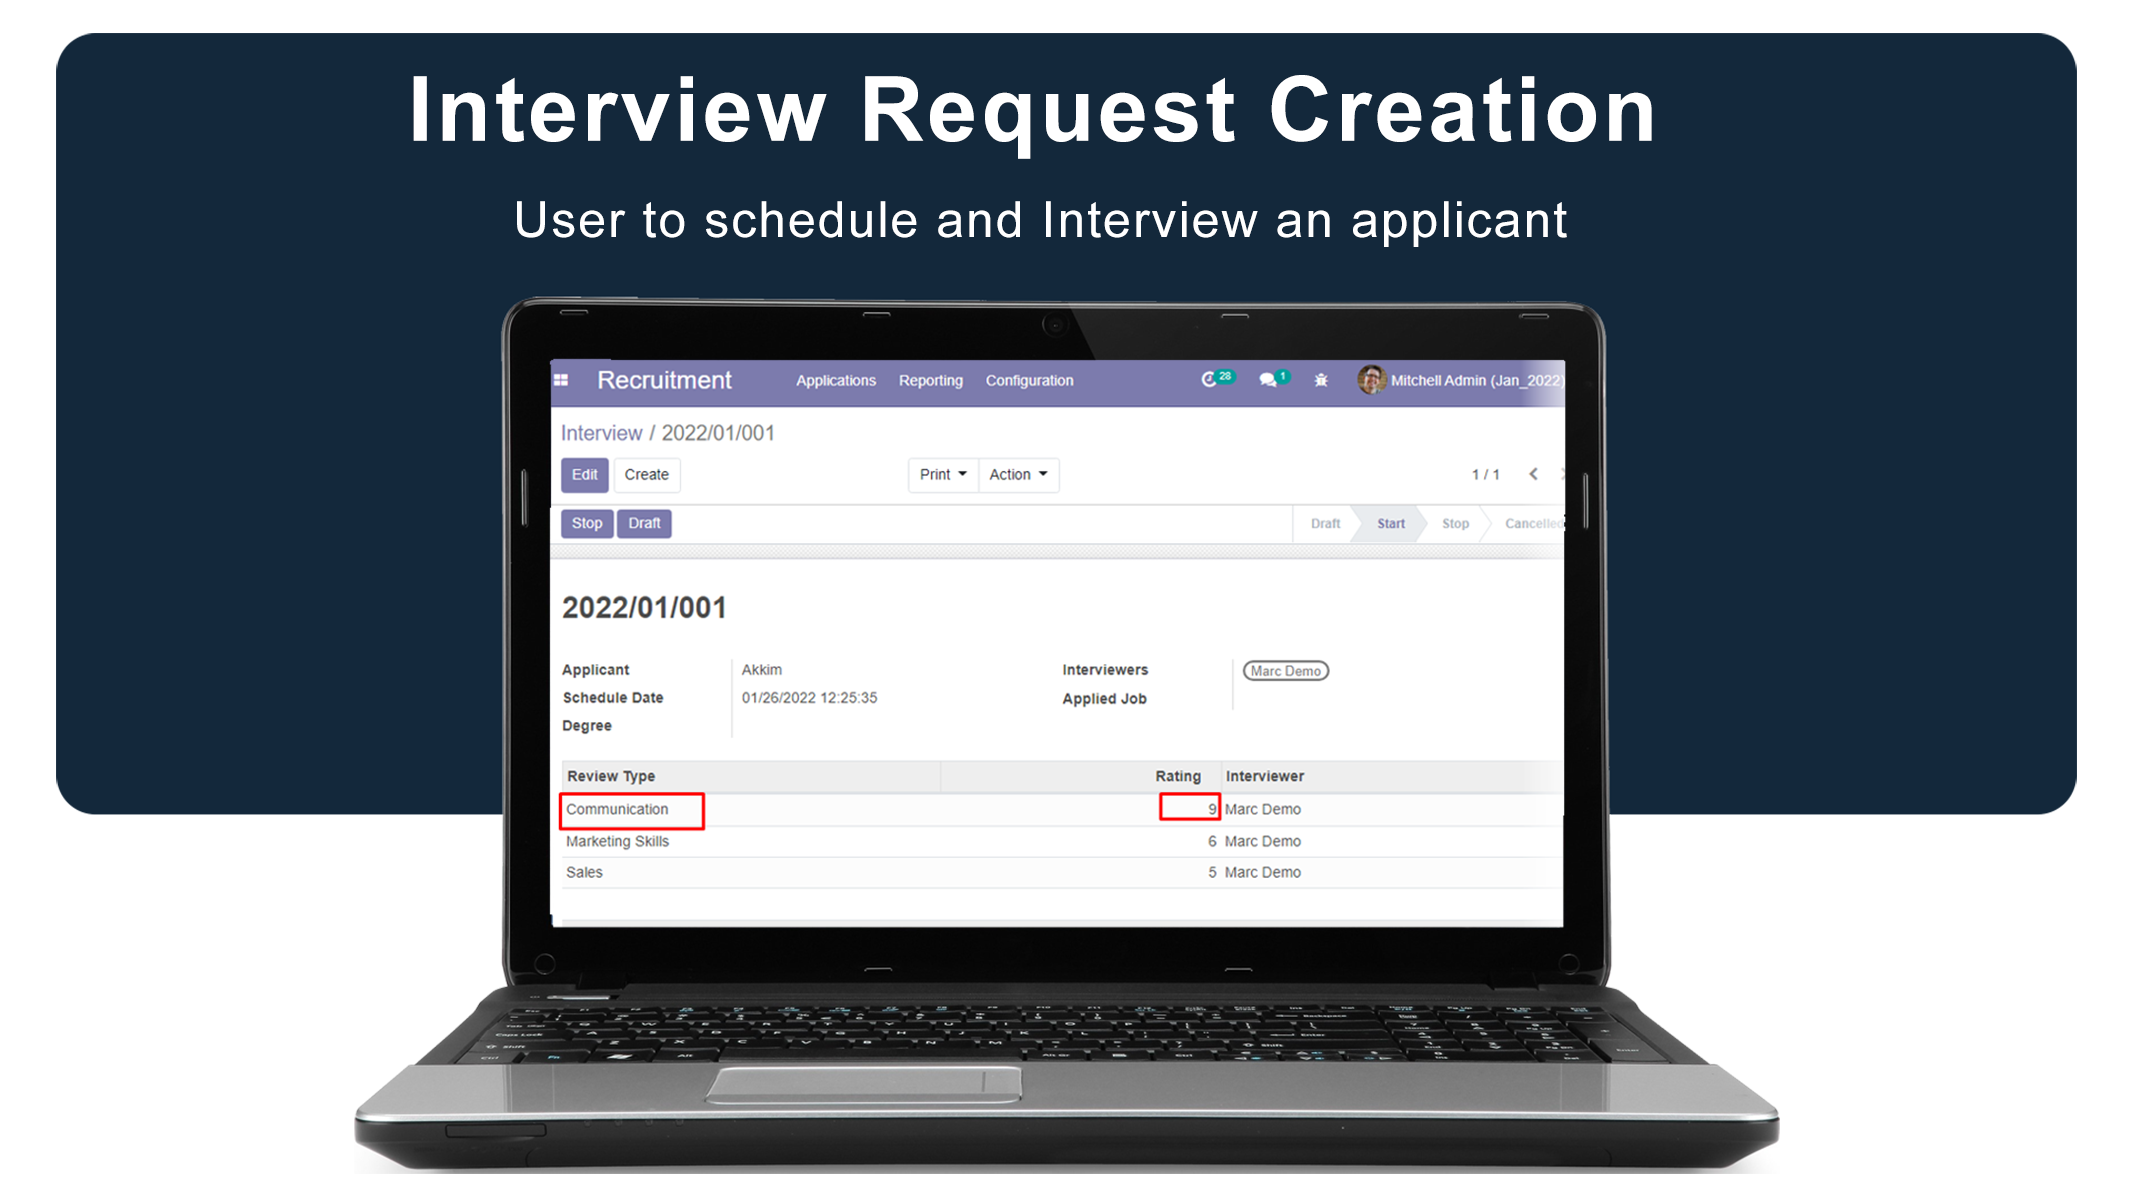 Interview Request Creation
User to schedule and Interview an applicant
Recruitment Applications Reporting Configuration 28 1 Mitchell Admin (Jan_2022)
Interview / 2022/01/001
Edit Create Print Action 1 / 1
Stop Draft Draft Start Stop Cancelled
2022/01/001
Applicant Akkim Interviewers Marc Demo
Schedule Date 01/26/2022 12:25:35 Applied Job
Degree
Review Type Rating Interviewer
Communication 9 Marc Demo
Marketing Skills 6 Marc Demo
Sales 5 Marc Demo